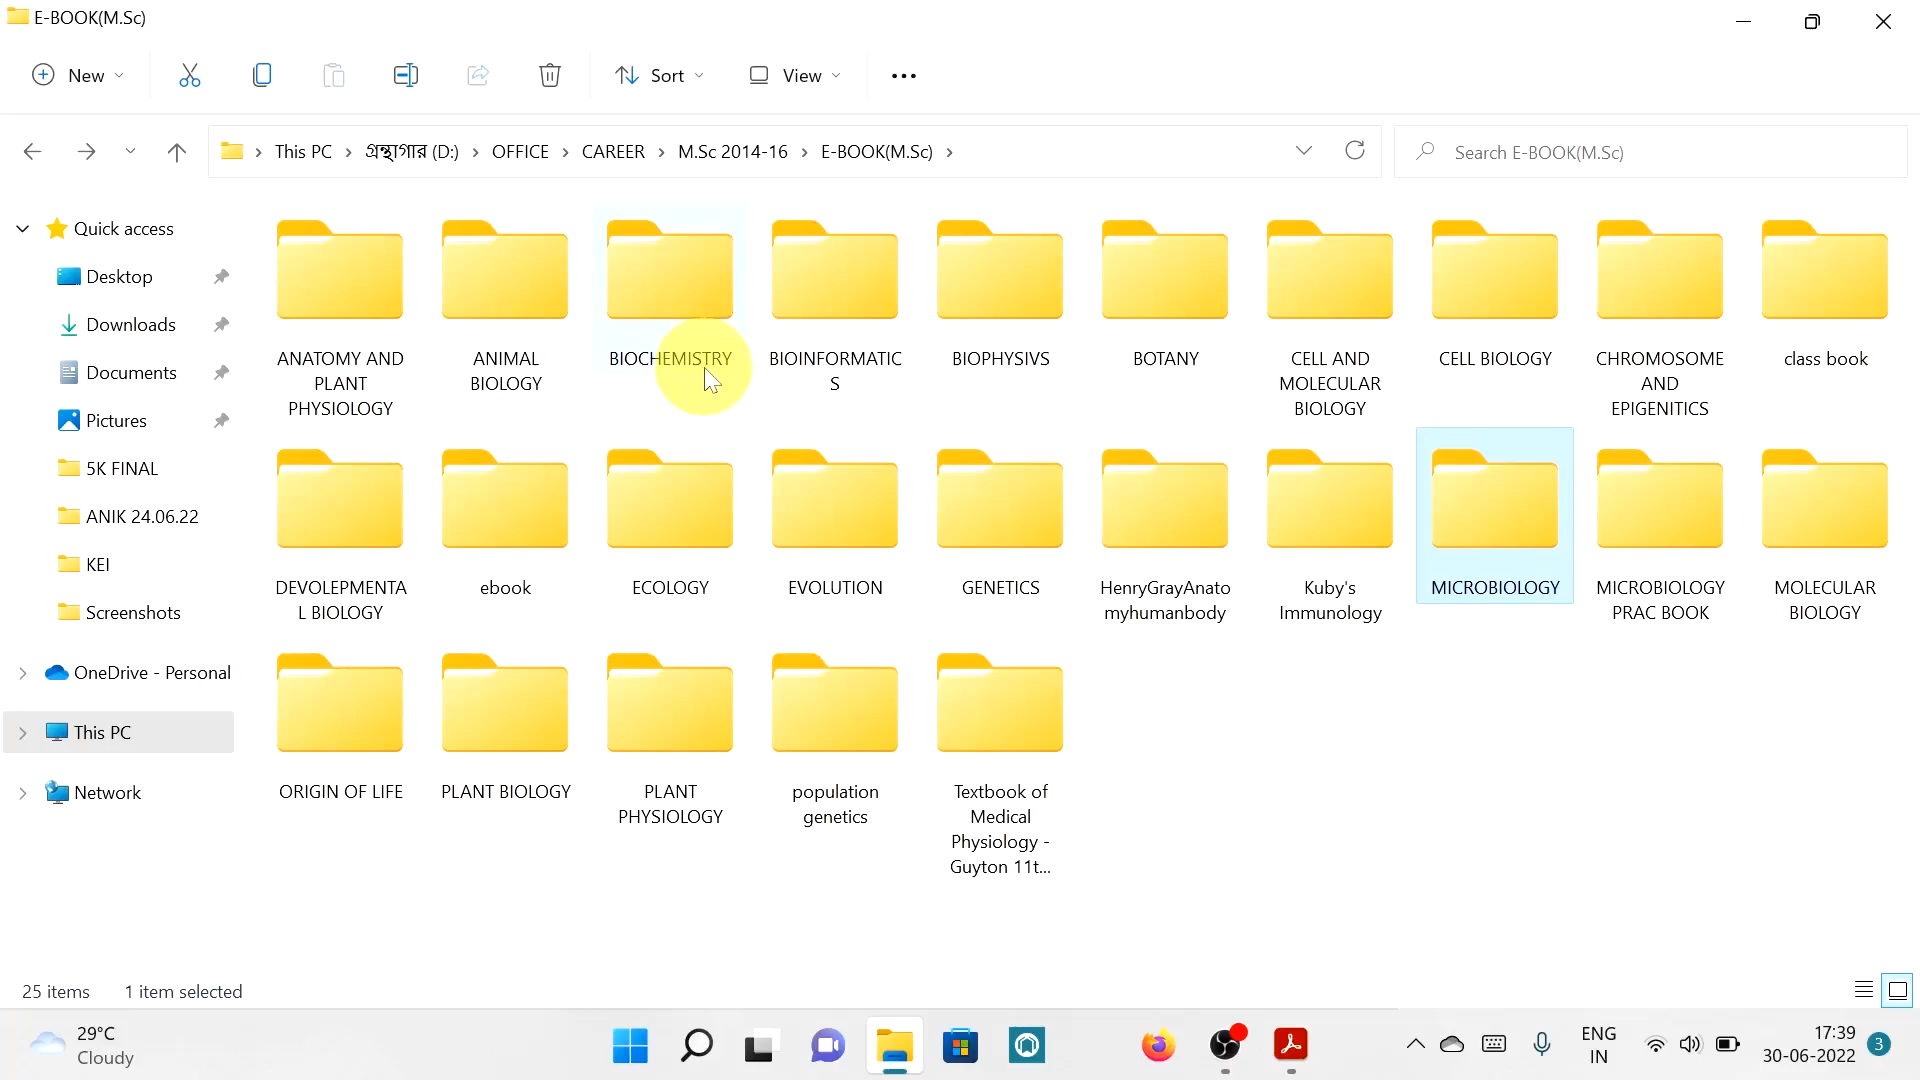 E-BOOK(M.Sc)
New
Sort
View
This PC > গ্রন্থাগার (D:) > OFFICE > CAREER > M.Sc 2014-16 > E-BOOK(M.Sc) >
Search E-BOOK(M.Sc)
Quick access
Desktop
Downloads
Documents
Pictures
5K FINAL
ANIK 24.06.22
KEI
Screenshots
OneDrive - Personal
This PC
Network
ANATOMY AND
PLANT
PHYSIOLOGY
ANIMAL
BIOLOGY
BIOCHEMISTRY
BIOINFORMATIC
S
BIOPHYSIVS
BOTANY
CELL AND
MOLECULAR
BIOLOGY
CELL BIOLOGY
CHROMOSOME
AND
EPIGENITICS
class book
DEVOLEPMENTA
L BIOLOGY
ebook
ECOLOGY
EVOLUTION
GENETICS
HenryGrayAnato
myhumanbody
Kuby's
Immunology
MICROBIOLOGY
MICROBIOLOGY
PRAC BOOK
MOLECULAR
BIOLOGY
ORIGIN OF LIFE
PLANT BIOLOGY
PLANT
PHYSIOLOGY
population
genetics
Textbook of
Medical
Physiology -
Guyton 11t...
25 items
1 item selected
29°C
Cloudy
ENG
IN
17:39
30-06-2022
3